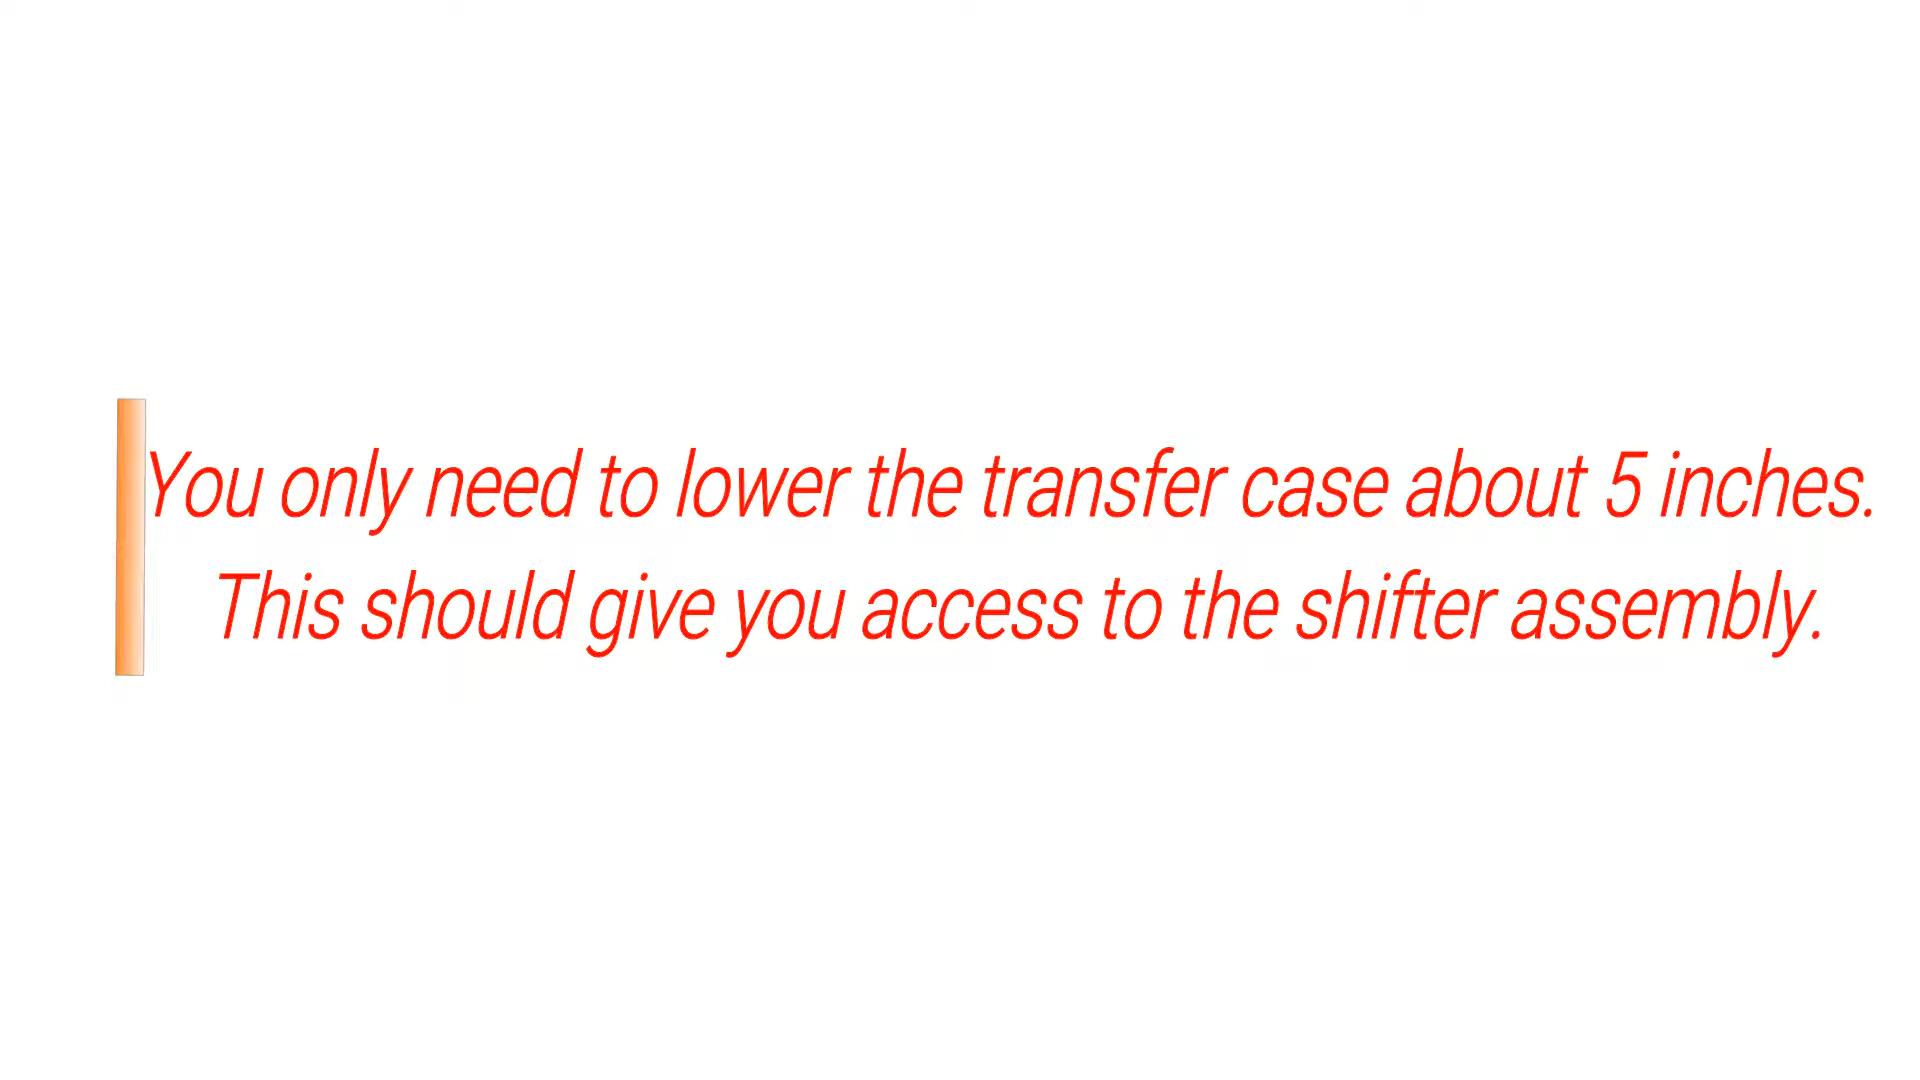 You only need to lower the transfer case about 5 inches.
This should give you access to the shifter assembly.